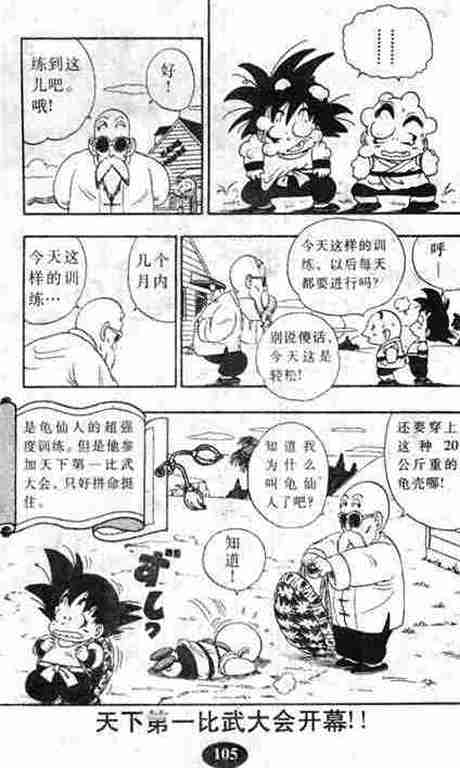 ……
好！
练到这
儿吧。
哦！
呼
—
今天这样的训
练，以后每天
都要进行吗？
别说傻话，
今天这是
轻松！
几个
月内
今天这
样的训
练…
还要穿上
这种20
公斤重的
龟壳哪！
知道我
为什么
叫龟仙
人了吧？
知道！
ずしっ
是龟仙人的超强
度训练。但是他参
加天下第一比武
大会，只好拼命挺
住。
天下第一比武大会开幕！！
105